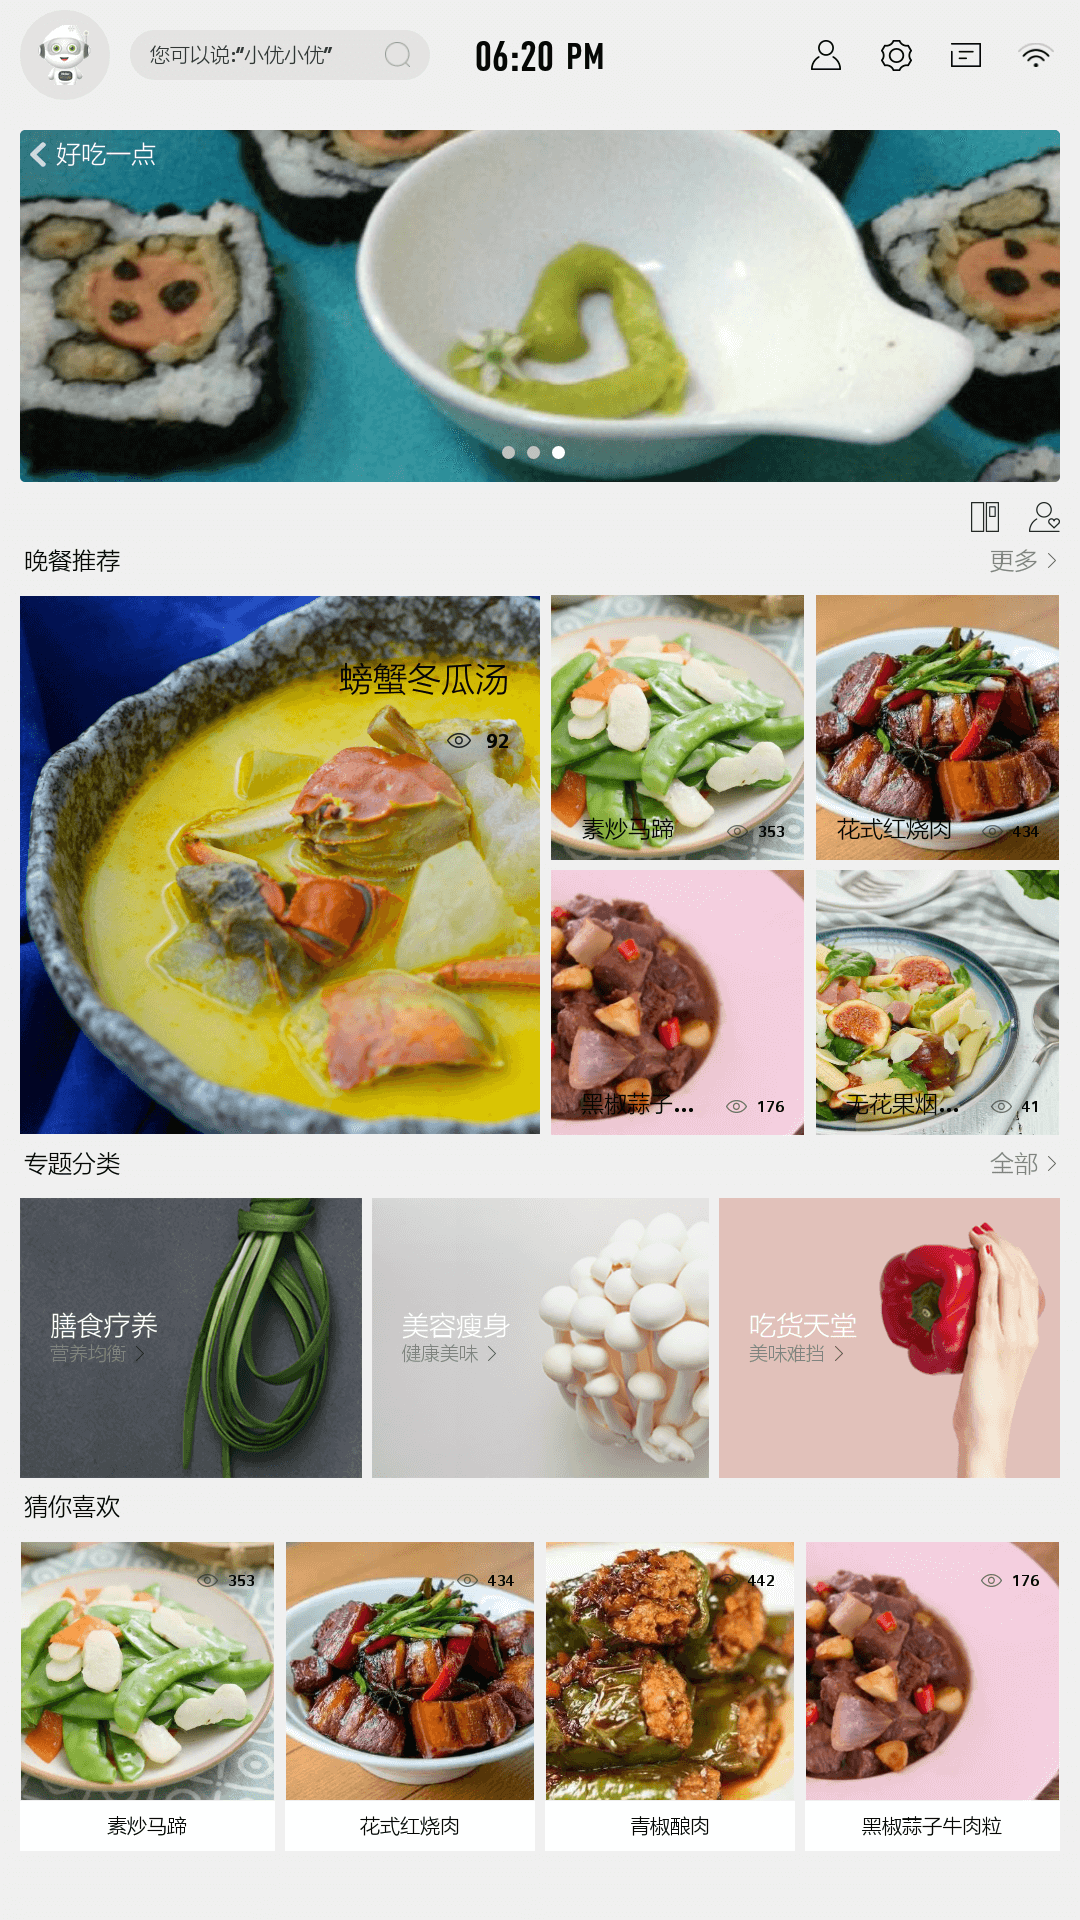 您可以说:“小优小优”
06:20 PM
好吃一点
晚餐推荐
更多
螃蟹冬瓜汤
92
素炒马蹄
353
花式红烧肉
434
黑椒蒜子...
176
无花果烟...
41
专题分类
全部
膳食疗养
营养均衡
美容瘦身
健康美味
吃货天堂
美味难挡
猜你喜欢
353
434
442
176
素炒马蹄
花式红烧肉
青椒酿肉
黑椒蒜子牛肉粒